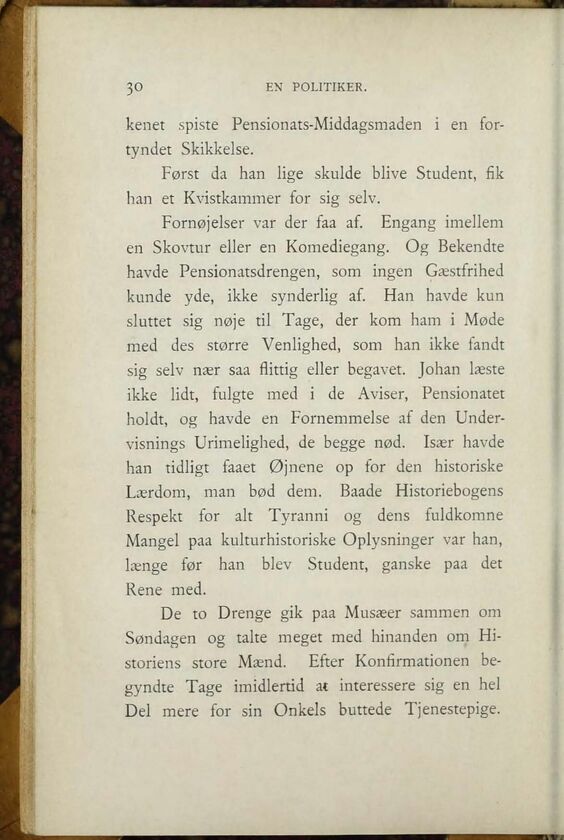 30 EN POLITIKER.
kenet spiste Pensionats-Middagsmaden i en for-
tyndet Skikkelse.
Først da han lige skulde blive Student, fik
han et Kvistkammer for sig selv.
Fornøjelser var der faa af. Engang imellem
en Skovtur eller en Komediegang. Og Bekendte
havde Pensionatsdrengen, som ingen Gæstfrihed
kunde yde, ikke synderlig af. Han havde kun
sluttet sig nøje til Tage, der kom ham i Møde
med des større Venlighed, som han ikke fandt
sig selv nær saa flittig eller begavet. Johan læste
ikke lidt, fulgte med i de Aviser, Pensionatet
holdt, og havde en Fornemmelse af den Under-
visnings Urimelighed, de begge nød. Især havde
han tidligt faaet Øjnene op for den historiske
Lærdom, man bød dem. Baade Historiebogens
Respekt for alt Tyranni og dens fuldkomne
Mangel paa kulturhistoriske Oplysninger var han,
længe før han blev Student, ganske paa det
Rene med.
De to Drenge gik paa Musæer sammen om
Søndagen og talte meget med hinanden om Hi-
storiens store Mænd. Efter Konfirmationen be-
gyndte Tage imidlertid at interessere sig en hel
Del mere for sin Onkels buttede Tjenestepige.